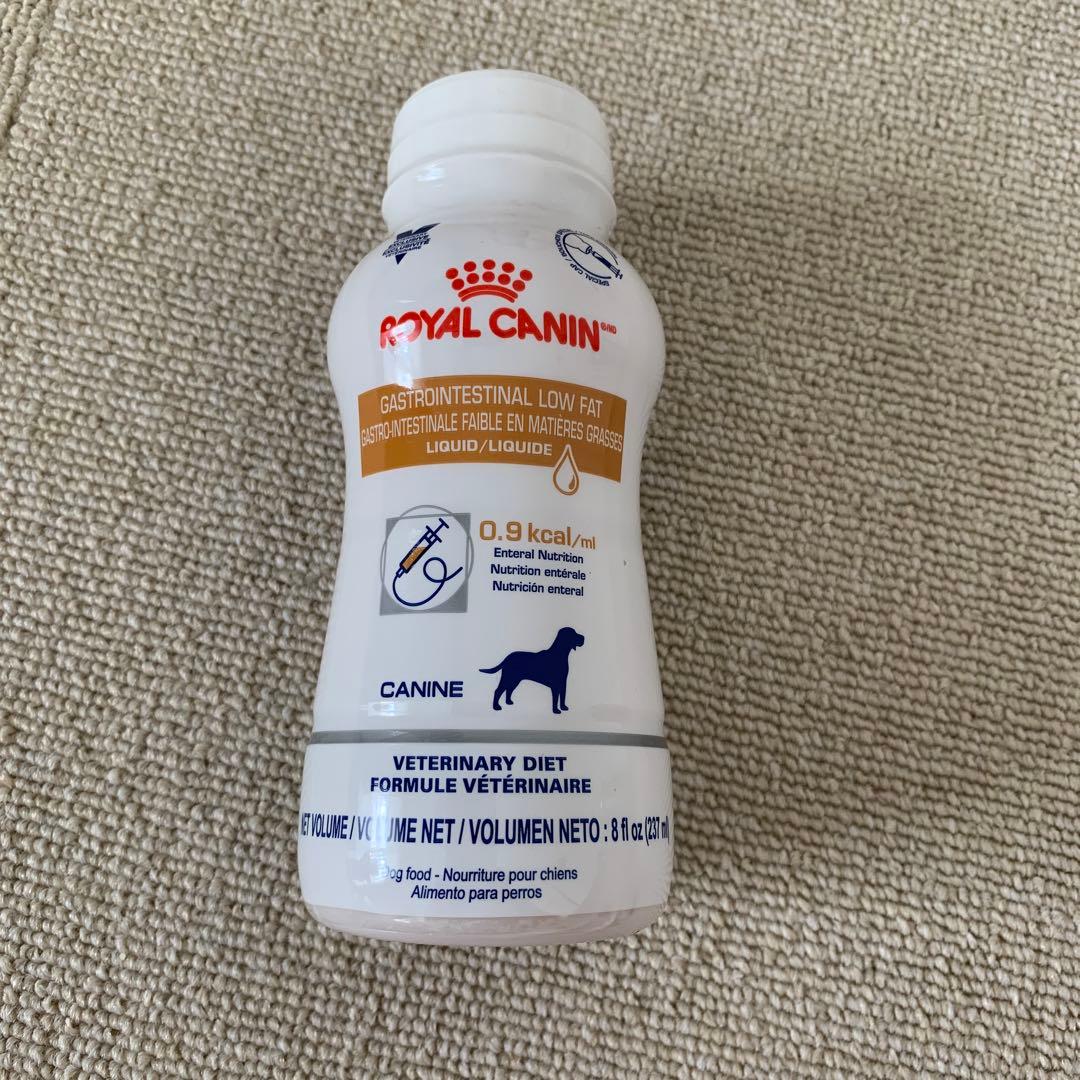 SPECIAL CAP
ROYAL CANIN
GASTROINTESTINAL LOW FAT
GASTRO-INTESTINALE FAIBLE EN MATIÈRES GRASSES
LIQUID/LIQUIDE
0.9 kcal/ml
Enteral Nutrition
Nutrition entérale
Nutrición enteral
CANINE
VETERINARY DIET
FORMULE VÉTÉRINAIRE
NET VOLUME / VOLUME NET / VOLUMEN NETO : 8 fl oz (237 ml)
Dog food - Nourriture pour chiens
Alimento para perros